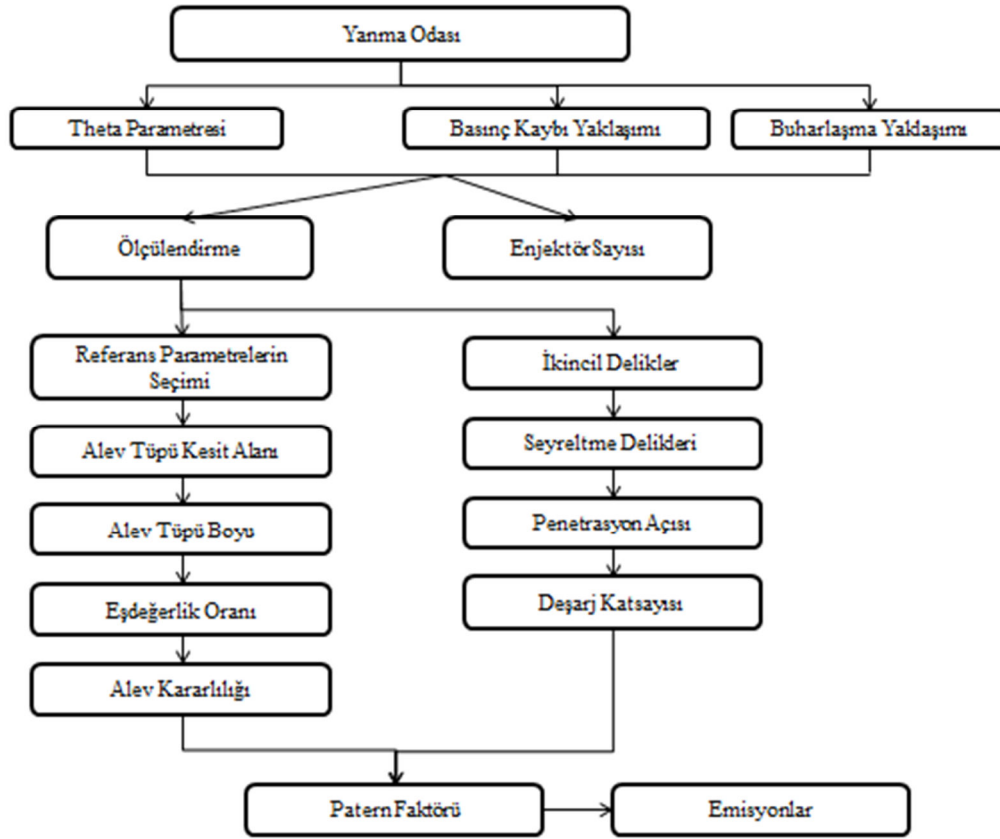 Yanma Odası
Theta Parametresi
Basınç Kaybı Yaklaşımı
Buharlaşma Yaklaşımı
Ölçülendirme
Enjektör Sayısı
Referans Parametrelerin
Seçimi
İkincil Delikler
Alev Tüpü Kesit Alanı
Seyreltme Delikleri
Alev Tüpü Boyu
Penetrasyon Açısı
Eşdeğerlik Oranı
Deşarj Katsayısı
Alev Kararlılığı
Patern Faktörü
Emisyonlar